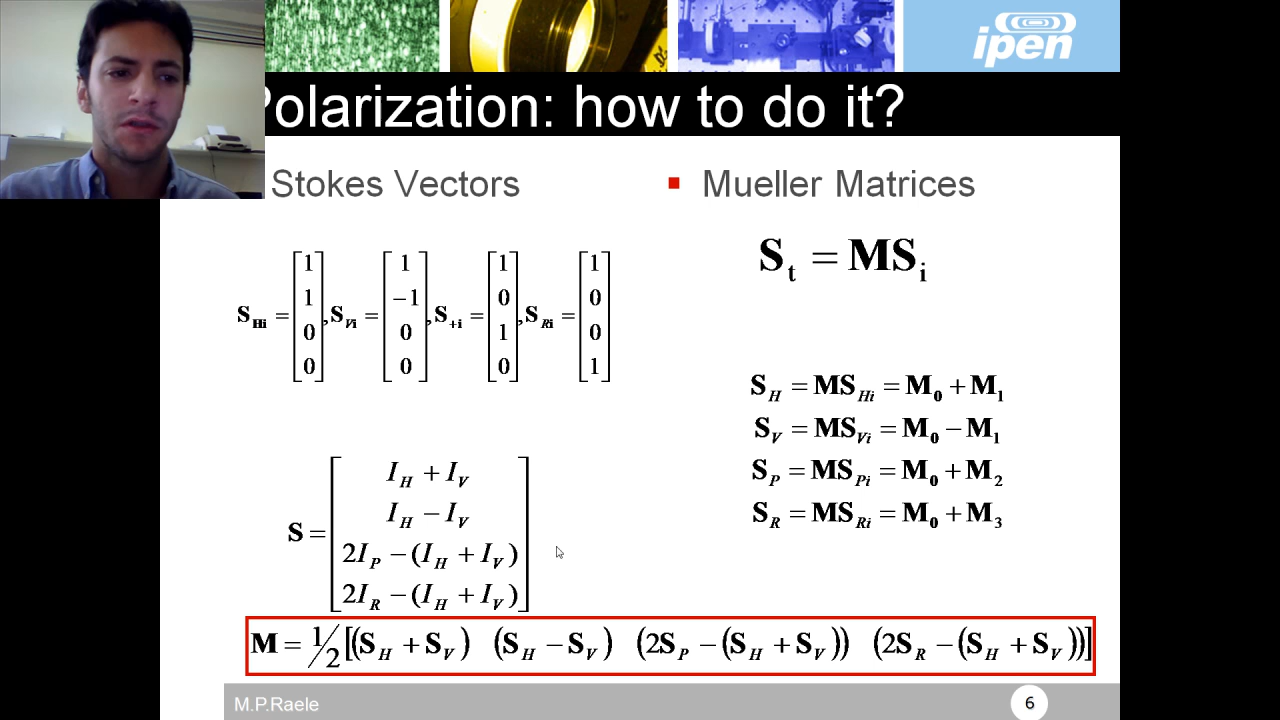 ipen
Polarization: how to do it?
Stokes Vectors
▪ Mueller Matrices
S_Hi = [1 1 0 0], S_Vi = [1 −1 0 0], S_+i = [1 0 1 0], S_Ri = [1 0 0 1]
S_t = MS_i
S_H = MS_Hi = M_0 + M_1
S_V = MS_Vi = M_0 − M_1
S_P = MS_Pi = M_0 + M_2
S_R = MS_Ri = M_0 + M_3
S = [I_H + I_V
I_H − I_V
2I_P − (I_H + I_V)
2I_R − (I_H + I_V)]
M = 1/2 [(S_H + S_V) (S_H − S_V) (2S_P − (S_H + S_V)) (2S_R − (S_H + S_V))]
M.P.Raele
6